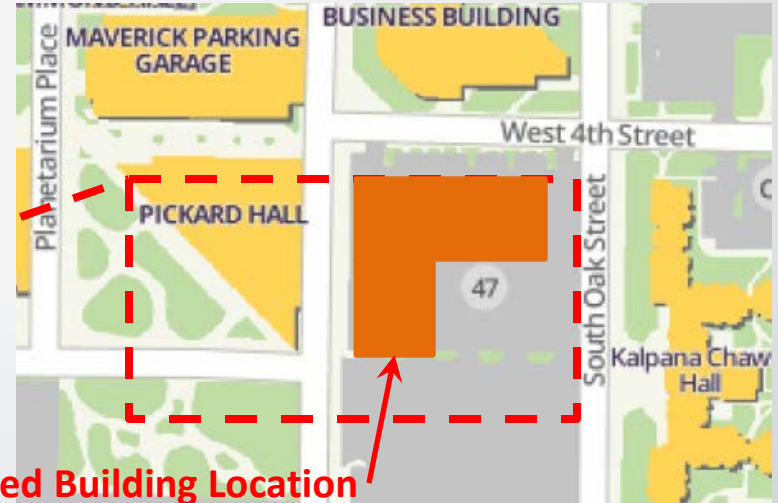 BUSINESS BUILDING
MAVERICK PARKING
GARAGE
Planetarium Place
West 4th Street
PICKARD HALL
South Oak Street
47
Kalpana Chaw
Hall
ed Building Location